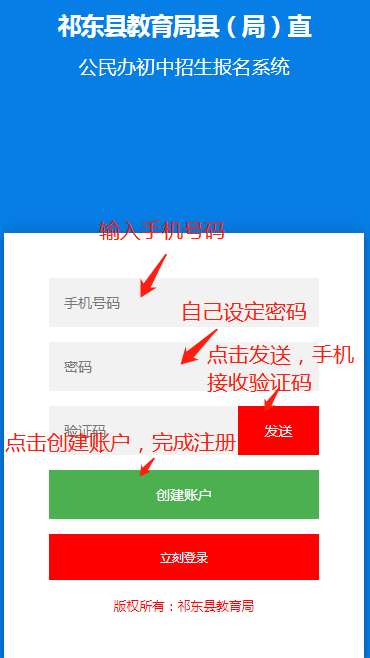 祁东县教育局县（局）直
公民办初中招生报名系统
输入手机号码
手机号码
自己设定密码
密码
点击发送，手机
接收验证码
验证码
发送
点击创建账户，完成注册
创建账户
立刻登录
版权所有：祁东县教育局